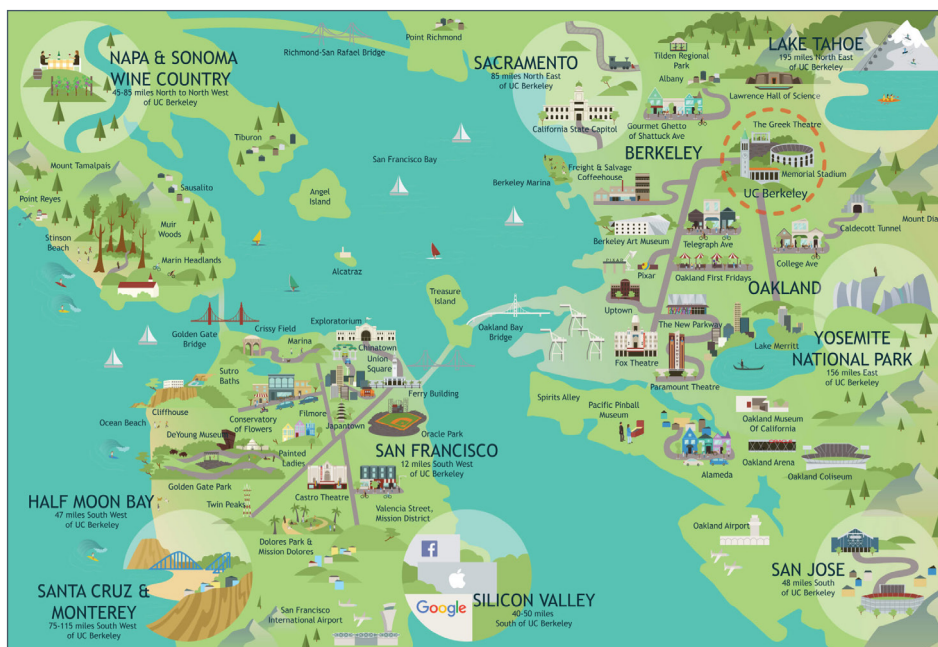 NAPA & SONOMA
WINE COUNTRY
45-85 miles North to North West
of UC Berkeley
Richmond-San Rafael Bridge
Point Richmond
SACRAMENTO
85 miles North East
of UC Berkeley
California State Capitol
Tilden Regional
Park
Albany
LAKE TAHOE
195 miles North East
of UC Berkeley
Lawrence Hall of Science
Gourmet Ghetto
of Shattuck Ave
The Greek Theatre
BERKELEY
Memorial Stadium
UC Berkeley
Tiburon
San Francisco Bay
Mount Tamalpais
Point Reyes
Sausalito
Angel
Island
Berkeley Marina
Freight & Salvage
Coffeehouse
Muir
Woods
Stinson
Beach
Marin Headlands
Alcatraz
Berkeley Art Museum
Telegraph Ave
College Ave
Caldecott Tunnel
Mount Dia
Pixar
Oakland First Fridays
Treasure
Island
OAKLAND
Uptown
Golden Gate
Bridge
Crissy Field
Marina
Exploratorium
Chinatown
Union
Square
Oakland Bay
Bridge
The New Parkway
Fox Theatre
Lake Merritt
Paramount Theatre
YOSEMITE
NATIONAL PARK
156 miles East
of UC Berkeley
Sutro
Baths
Cliffhouse
Ocean Beach
Conservatory
of Flowers
Filmore
Japantown
Ferry Building
Oracle Park
DeYoung Museum
Painted
Ladies
Spirits Alley
Pacific Pinball
Museum
Oakland Museum
Of California
Oakland Arena
Oakland Coliseum
Alameda
SAN FRANCISCO
12 miles South West
of UC Berkeley
Golden Gate Park
Castro Theatre
Twin Peaks
Valencia Street,
Mission District
HALF MOON BAY
47 miles South West
of UC Berkeley
Dolores Park &
Mission Dolores
Oakland Airport
SANTA CRUZ &
MONTEREY
75-115 miles South West
of UC Berkeley
San Francisco
International Airport
Google
SILICON VALLEY
40-50 miles
South of UC Berkeley
SAN JOSE
48 miles South
of UC Berkeley